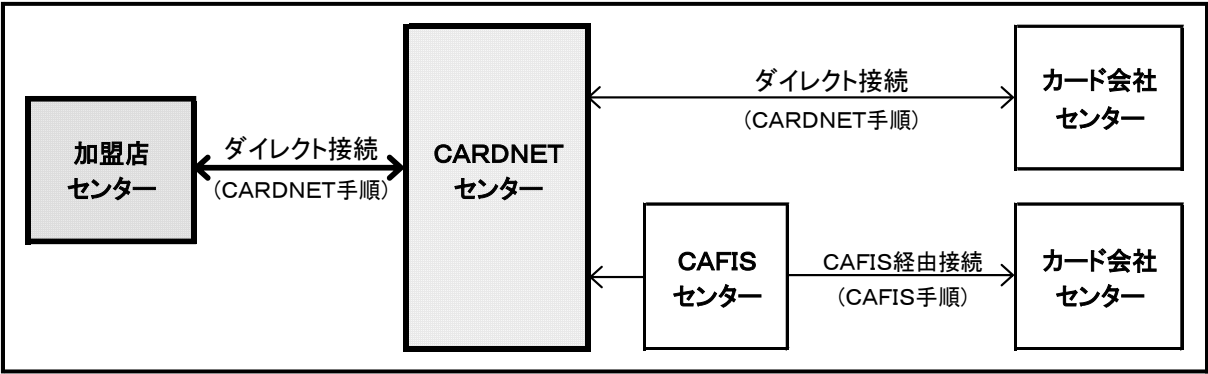 加盟店
センター
ダイレクト接続
(CARDNET手順)
CARDNET
センター
ダイレクト接続
(CARDNET手順)
カード会社
センター
CAFIS
センター
CAFIS経由接続
(CAFIS手順)
カード会社
センター